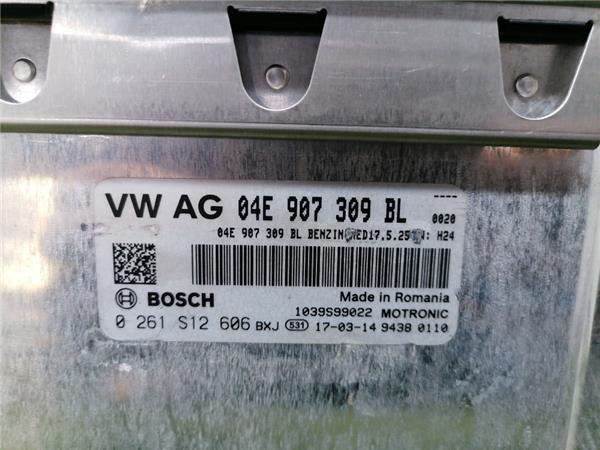 VW AG 04E 907 309 BL ---- 0020
04E 907 309 BL BENZIN MED17.5.25 H24
BOSCH
Made in Romania
1039S99022 MOTRONIC
0 261 S12 606 BXJ 531 17-03-14 9438 0110